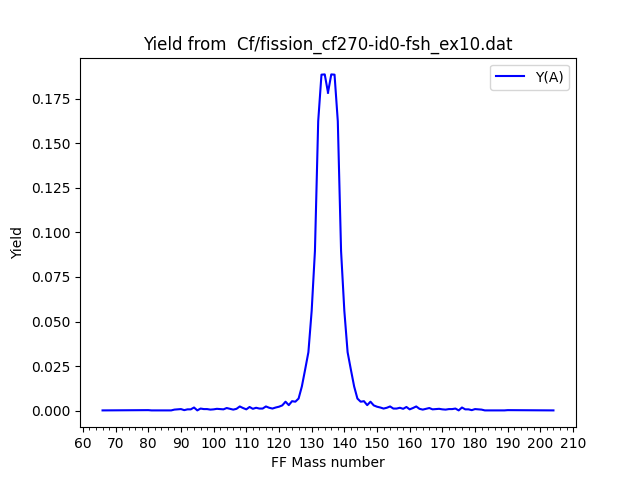 Yield from  Cf/fission_cf270-id0-fsh_ex10.dat
Y(A)
Yield
0.175
0.150
0.125
0.100
0.075
0.050
0.025
0.000
60 70 80 90 100 110 120 130 140 150 160 170 180 190 200 210
FF Mass number